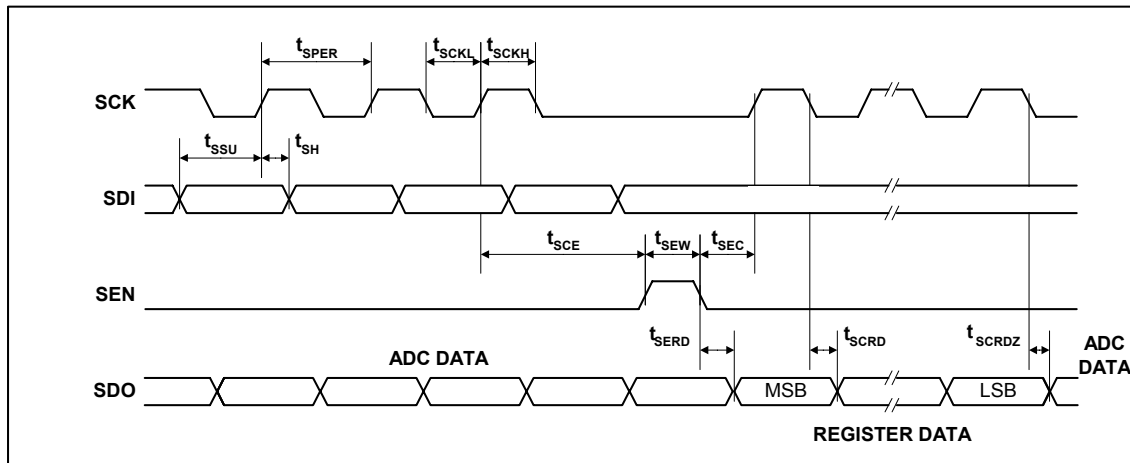 tSPER
tSCKL
tSCKH
SCK
tSSU
tSH
SDI
tSCE
tSEW
tSEC
SEN
tSERD
tSCRD
tSCRDZ
ADC DATA
ADC DATA
SDO
MSB
LSB
REGISTER DATA